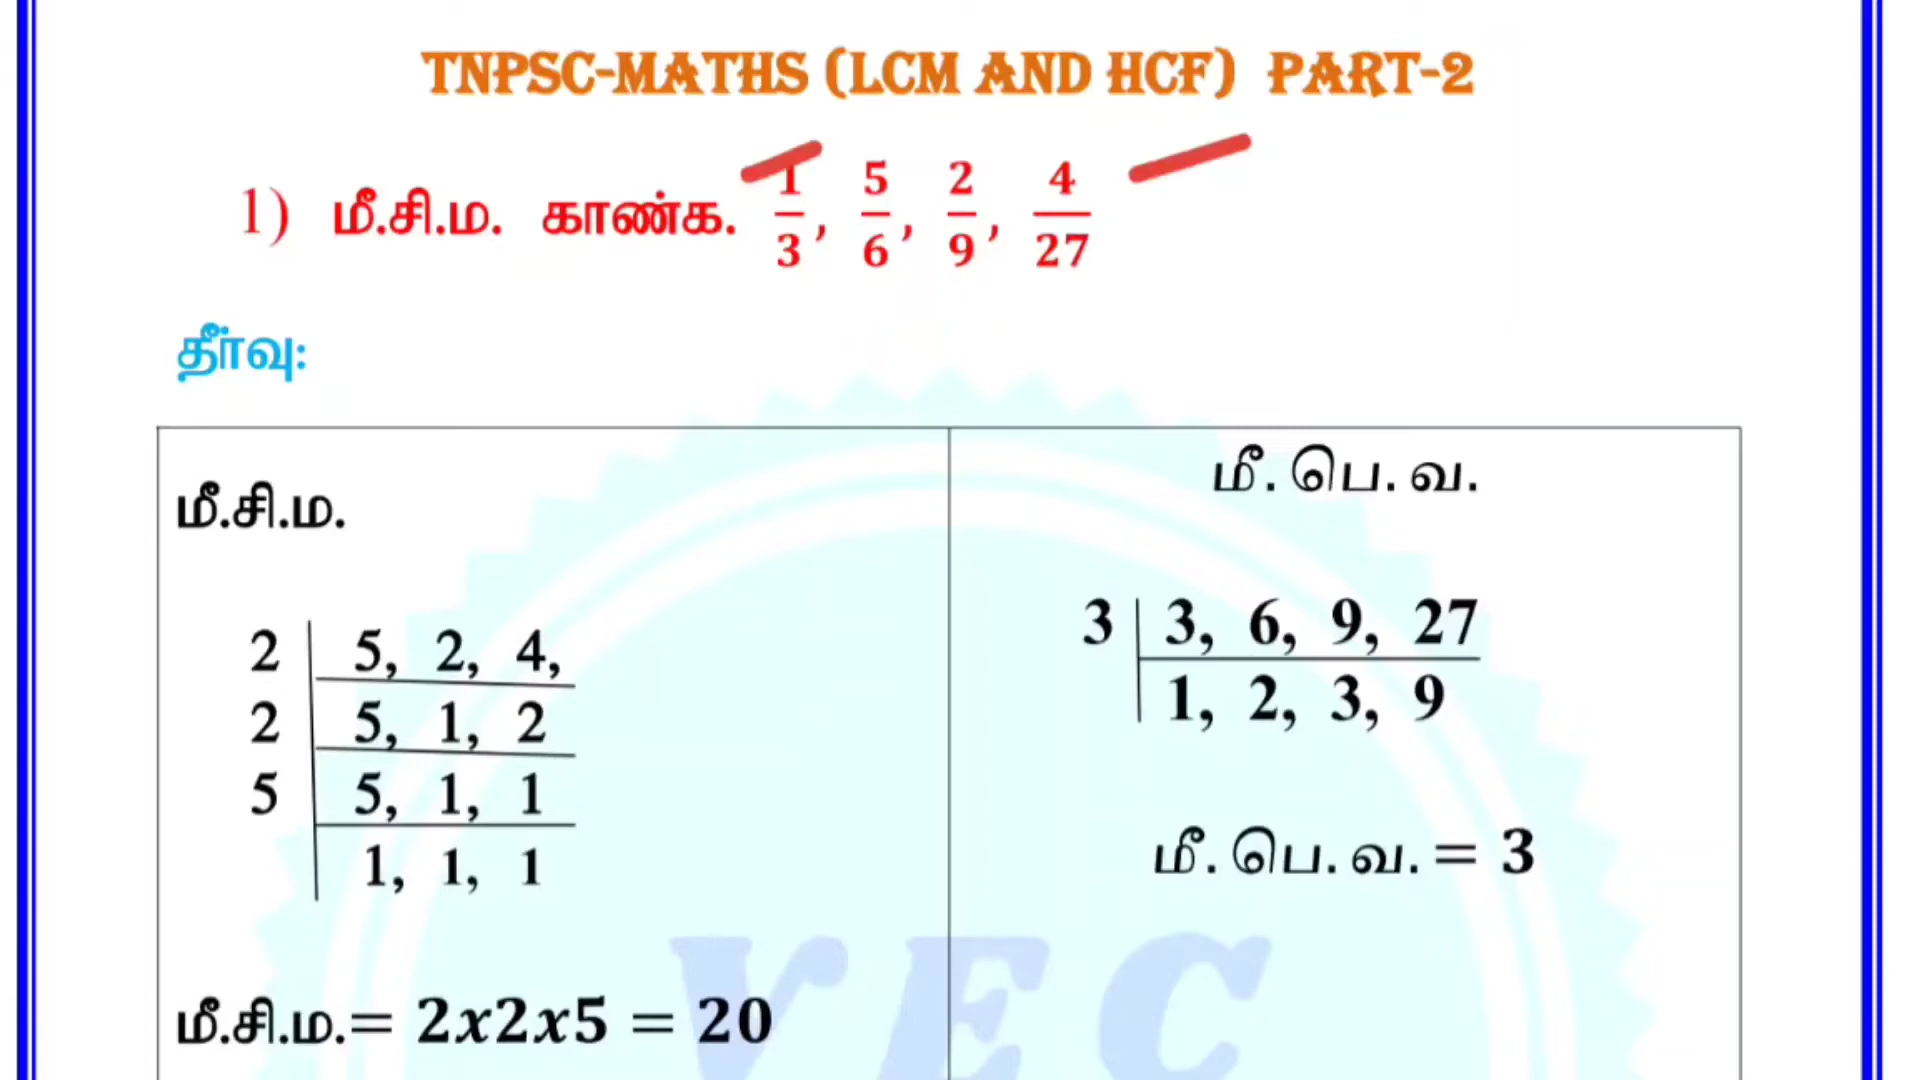 TNPSC-MATHS (LCM AND HCF) PART-2
1) மீ.சி.ம. காண்க. 1/3, 5/6, 2/9, 4/27
தீர்வு:
மீ.சி.ம.
2 | 5, 2, 4,
2 | 5, 1, 2
5 | 5, 1, 1
1, 1, 1
மீ.சி.ம.= 2x2x5 = 20
மீ.பெ.வ.
3 | 3, 6, 9, 27
1, 2, 3, 9
மீ.பெ.வ.= 3
VEC